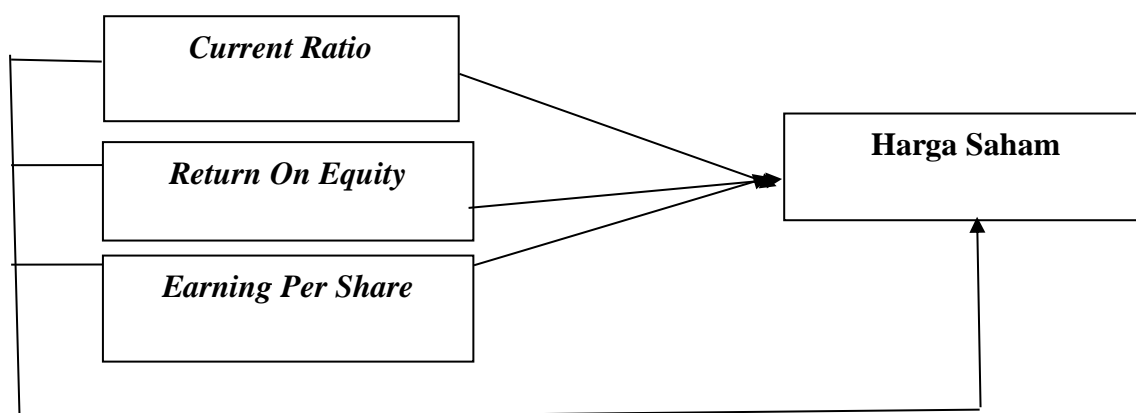 Current Ratio
Return On Equity
Earning Per Share
Harga Saham